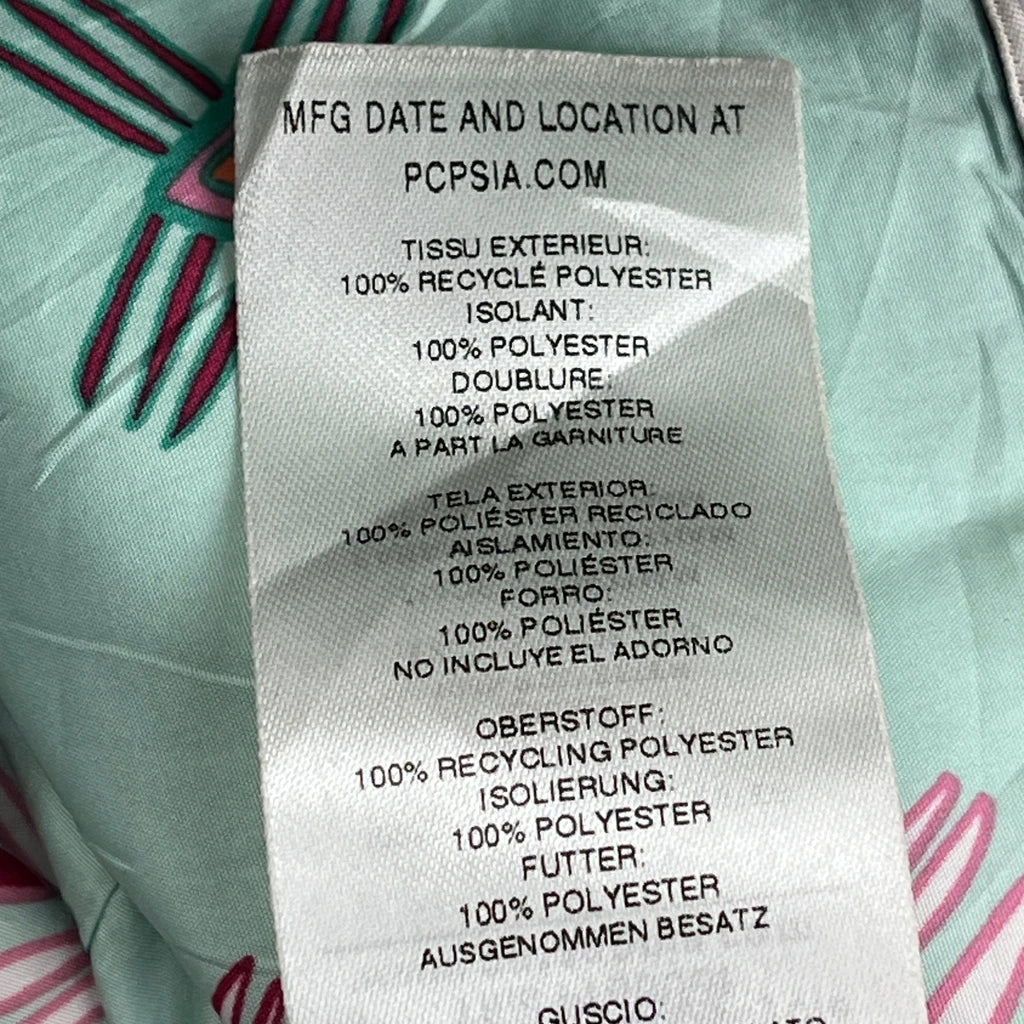 MFG DATE AND LOCATION AT
PCPSIA.COM
TISSU EXTERIEUR:
100% RECYCLÉ POLYESTER
ISOLANT:
100% POLYESTER
DOUBLURE:
100% POLYESTER
A PART LA GARNITURE
TELA EXTERIOR:
100% POLIÉSTER RECICLADO
AISLAMIENTO:
100% POLIÉSTER
FORRO:
100% POLIÉSTER
NO INCLUYE EL ADORNO
OBERSTOFF:
100% RECYCLING POLYESTER
ISOLIERUNG:
100% POLYESTER
FUTTER:
100% POLYESTER
AUSGENOMMEN BESATZ
GUSCIO: